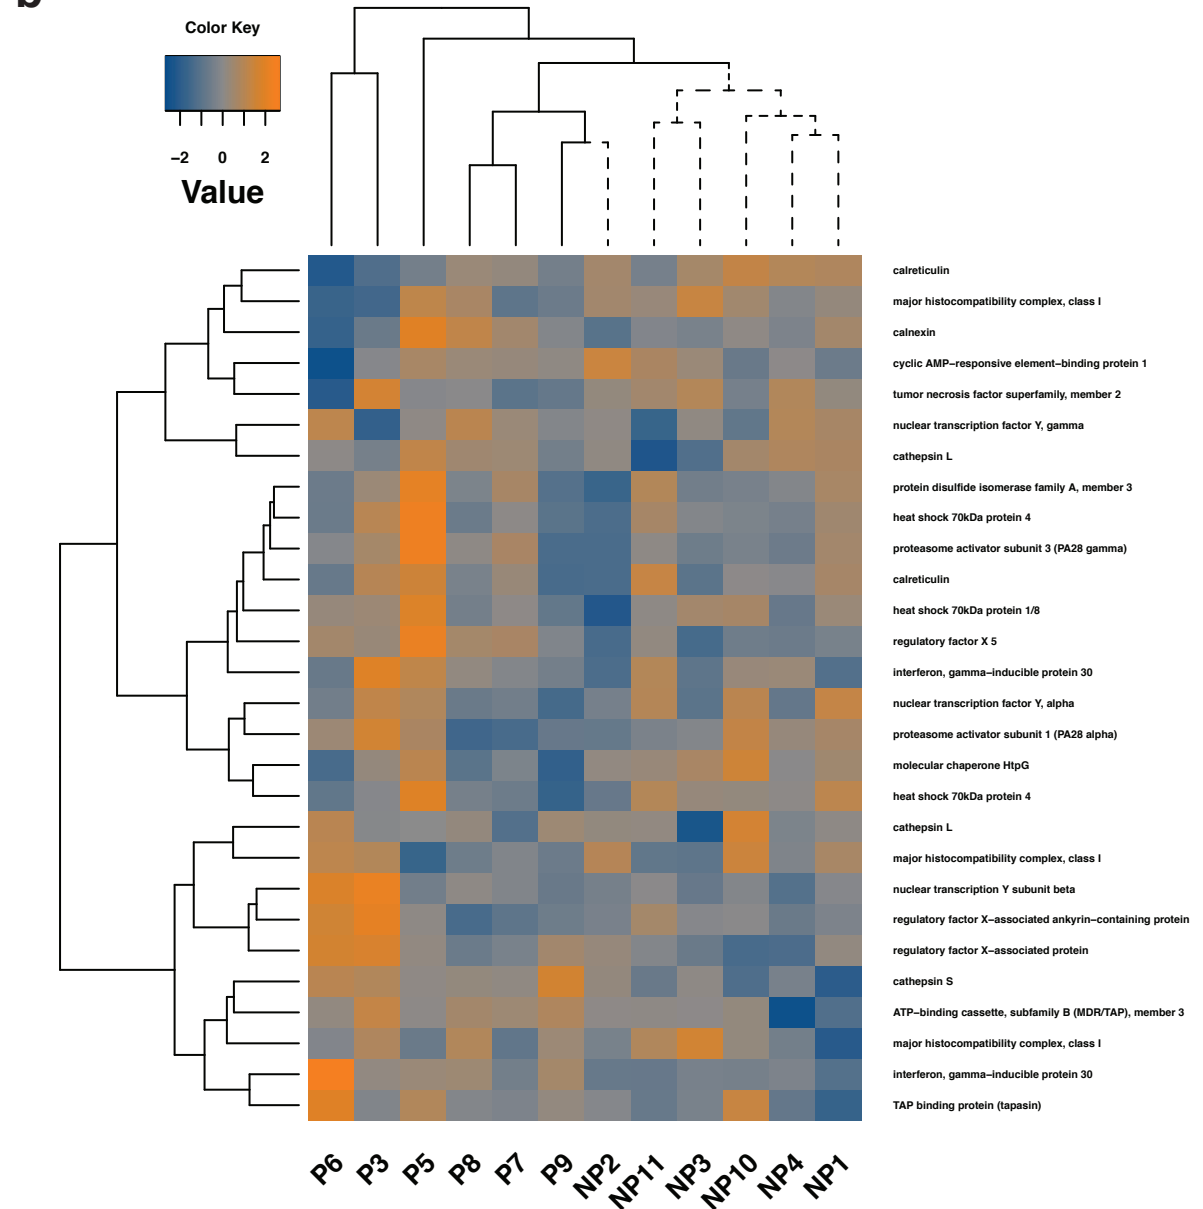 b
Color Key
−2 0 2
Value
calreticulin
major histocompatibility complex, class I
calnexin
cyclic AMP−responsive element−binding protein 1
tumor necrosis factor superfamily, member 2
nuclear transcription factor Y, gamma
cathepsin L
protein disulfide isomerase family A, member 3
heat shock 70kDa protein 4
proteasome activator subunit 3 (PA28 gamma)
calreticulin
heat shock 70kDa protein 1/8
regulatory factor X 5
interferon, gamma−inducible protein 30
nuclear transcription factor Y, alpha
proteasome activator subunit 1 (PA28 alpha)
molecular chaperone HtpG
heat shock 70kDa protein 4
cathepsin L
major histocompatibility complex, class I
nuclear transcription Y subunit beta
regulatory factor X−associated ankyrin−containing protein
regulatory factor X−associated protein
cathepsin S
ATP−binding cassette, subfamily B (MDR/TAP), member 3
major histocompatibility complex, class I
interferon, gamma−inducible protein 30
TAP binding protein (tapasin)
P6 P3 P5 P8 P7 P9 NP2 NP11 NP3 NP10 NP4 NP1